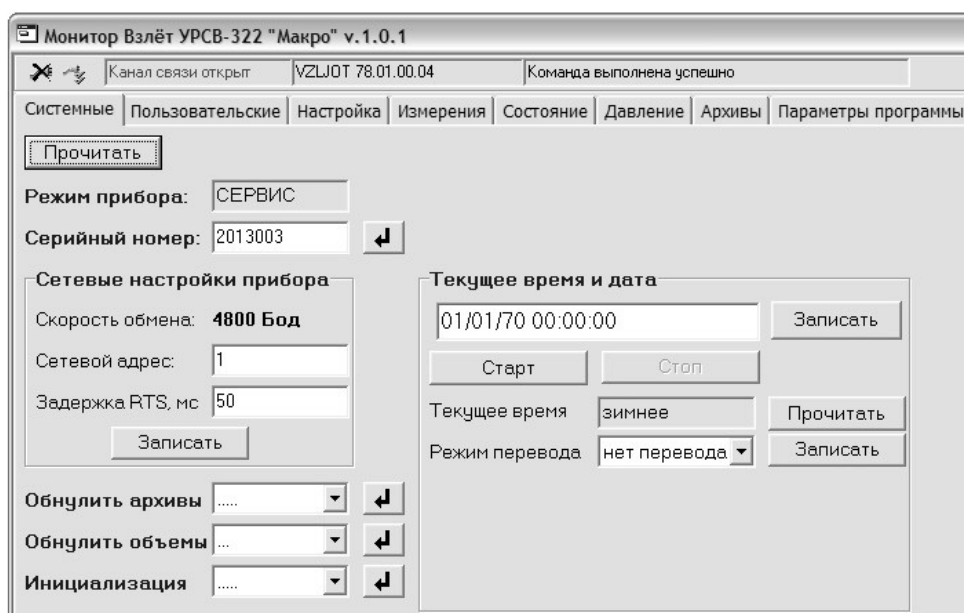 Монитор Взлёт УРСВ-322 "Макро" v.1.0.1
Канал связи открыт VZLJOT 78.01.00.04 Команда выполнена успешно
Системные Пользовательские Настройка Измерения Состояние Давление Архивы Параметры программы
Прочитать
Режим прибора: СЕРВИС
Серийный номер: 2013003
Сетевые настройки прибора
Скорость обмена: 4800 Бод
Сетевой адрес: 1
Задержка RTS, мс 50
Записать
Текущее время и дата
01/01/70 00:00:00 Записать
Старт Стоп
Текущее время зимнее Прочитать
Режим перевода нет перевода Записать
Обнулить архивы .....
Обнулить объемы ...
Инициализация .....